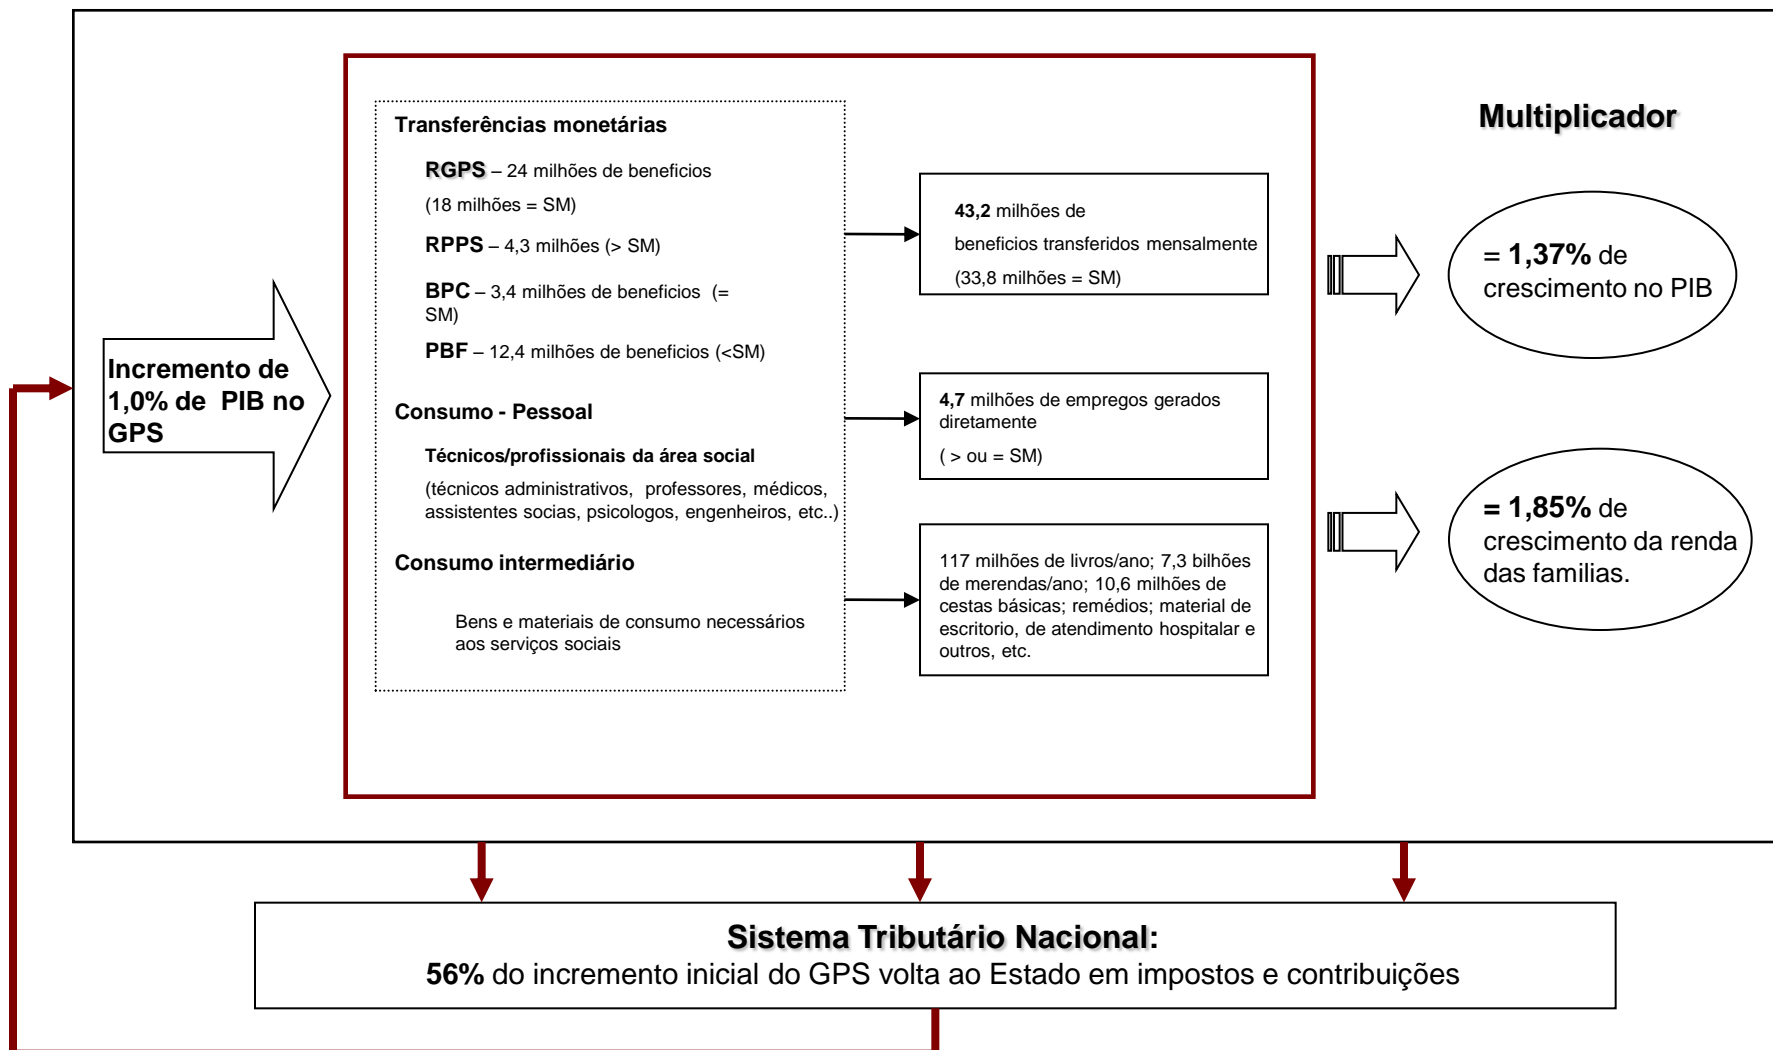 Incremento de
1,0% de PIB no
GPS
Transferências monetárias
RGPS – 24 milhões de beneficios
(18 milhões = SM)
RPPS – 4,3 milhões (> SM)
BPC – 3,4 milhões de beneficios (=
SM)
PBF – 12,4 milhões de beneficios (<SM)
Consumo - Pessoal
Técnicos/profissionais da área social
(técnicos administrativos, professores, médicos,
assistentes socias, psicologos, engenheiros, etc..)
Consumo intermediário
Bens e materiais de consumo necessários
aos serviços sociais
43,2 milhões de
beneficios transferidos mensalmente
(33,8 milhões = SM)
4,7 milhões de empregos gerados
diretamente
( > ou = SM)
117 milhões de livros/ano; 7,3 bilhões
de merendas/ano; 10,6 milhões de
cestas básicas; remédios; material de
escritorio, de atendimento hospitalar e
outros, etc.
Multiplicador
= 1,37% de
crescimento no PIB
= 1,85% de
crescimento da renda
das familias.
Sistema Tributário Nacional:
56% do incremento inicial do GPS volta ao Estado em impostos e contribuições